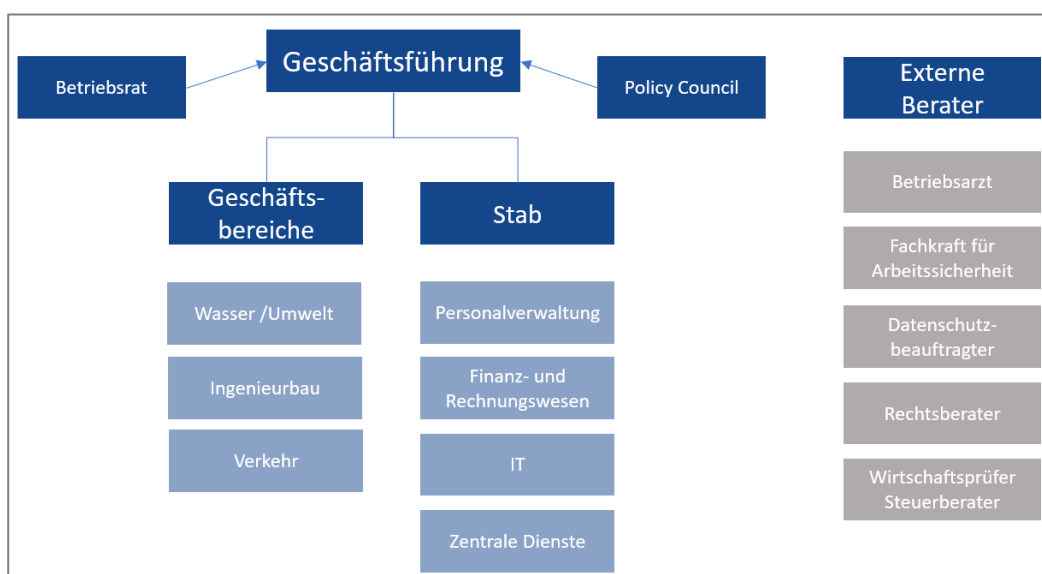 Geschäftsführung
Betriebsrat
Policy Council
Externe
Berater
Geschäfts-
bereiche
Stab
Wasser /Umwelt
Ingenieurbau
Verkehr
Personalverwaltung
Finanz- und
Rechnungswesen
IT
Zentrale Dienste
Betriebsarzt
Fachkraft für
Arbeitssicherheit
Datenschutz-
beauftragter
Rechtsberater
Wirtschaftsprüfer
Steuerberater